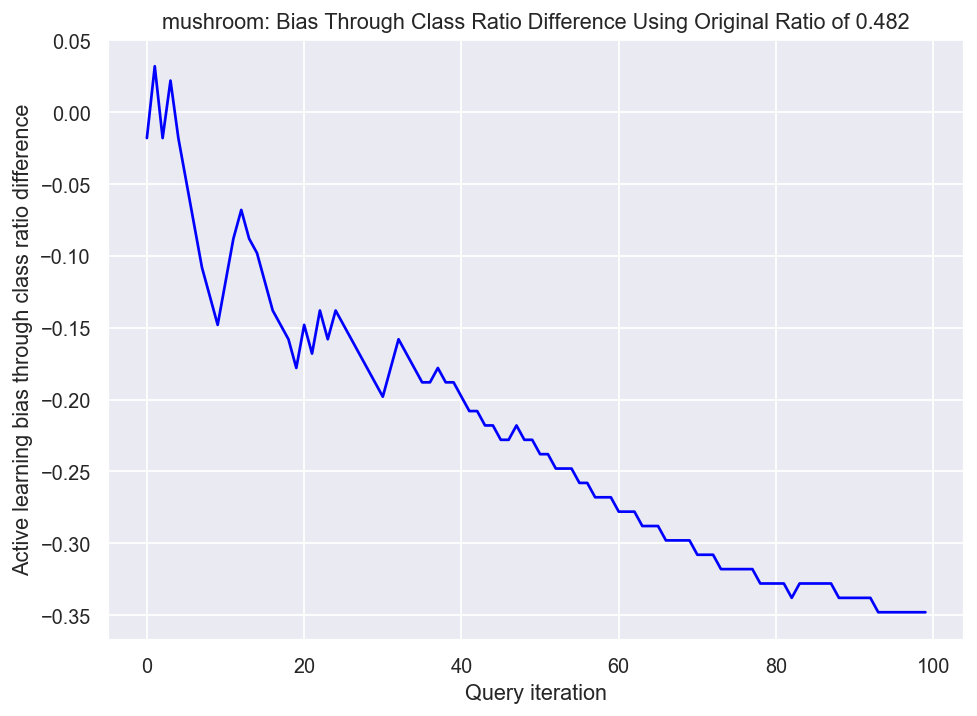 mushroom: Bias Through Class Ratio Difference Using Original Ratio of 0.482
Active learning bias through class ratio difference
0.05
0.00
−0.05
−0.10
−0.15
−0.20
−0.25
−0.30
−0.35
0 20 40 60 80 100
Query iteration